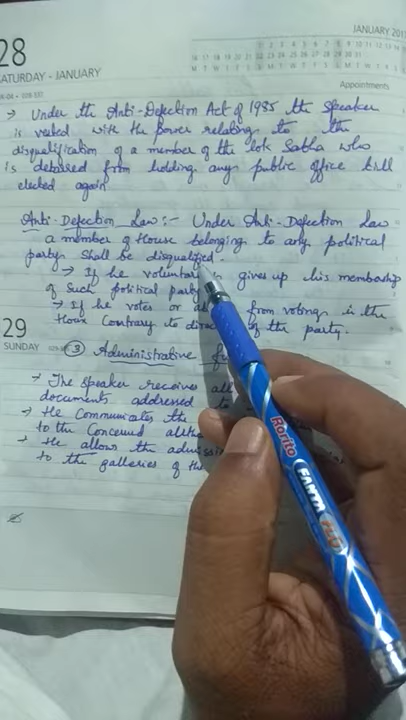 28
SATURDAY - JANUARY
JANUARY 201
M T W T F S S M T W T F S S M T W T F S S
Appointments
→ Under the Anti-Defection Act of 1985 the Speaker
is vested with the power relating to the
disqualification of a member of the Lok Sabha who
is debarred from holding any public office till
elected again
Anti-Defection Law :- Under Anti-Defection Law
a member of House belonging to any political
party shall be disqualified.
→ If he gives up his membership
of such political party
→ If he votes or from voting in the
House Contrary to of the party.
29
SUNDAY
③ Administrative
→ The Speaker receives all
documents addressed to
→ He Communicates the
to the Concerned
→ He allows the
to the galleries of the
Rorito
FANTA